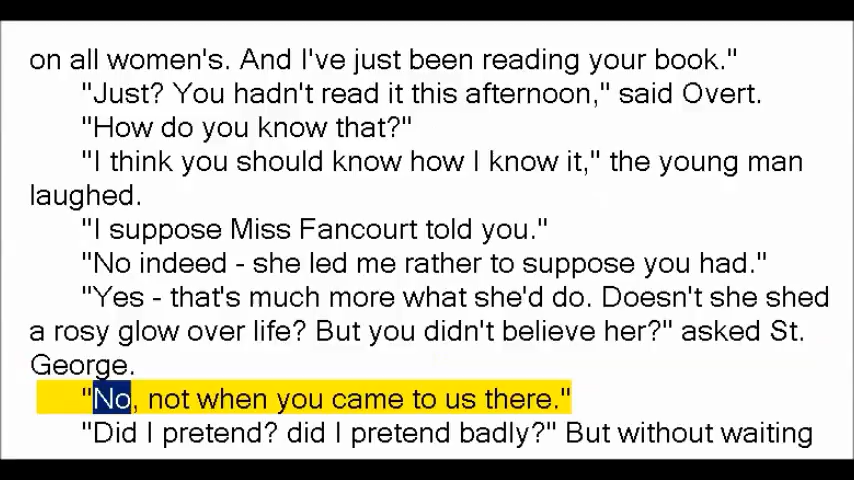 on all women's. And I've just been reading your book."
"Just? You hadn't read it this afternoon," said Overt.
"How do you know that?"
"I think you should know how I know it," the young man
laughed.
"I suppose Miss Fancourt told you."
"No indeed - she led me rather to suppose you had."
"Yes - that's much more what she'd do. Doesn't she shed
a rosy glow over life? But you didn't believe her?" asked St.
George.
"No, not when you came to us there."
"Did I pretend? did I pretend badly?" But without waiting